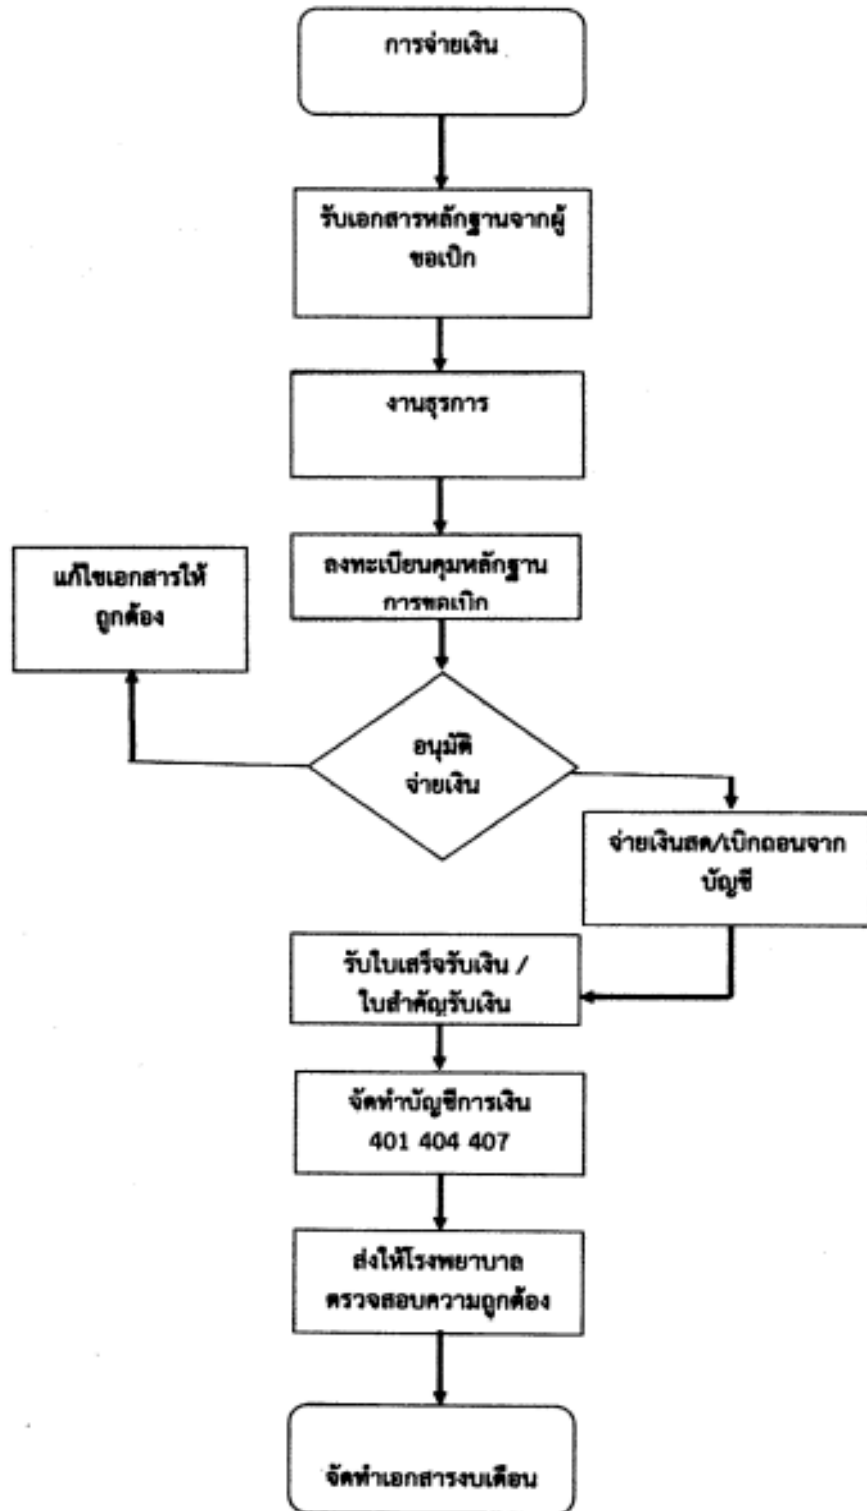 การจ่ายเงิน
รับเอกสารหลักฐานจากผู้
ขอเบิก
งานธุรการ
ลงทะเบียนคุมหลักฐาน
การขอเบิก
แก้ไขเอกสารให้
ถูกต้อง
อนุมัติ
จ่ายเงิน
จ่ายเงินสด/เบิกถอนจาก
บัญชี
รับใบเสร็จรับเงิน /
ใบสำคัญรับเงิน
จัดทำบัญชีการเงิน
401 404 407
ส่งให้โรงพยาบาล
ตรวจสอบความถูกต้อง
จัดทำเอกสารงบเดือน